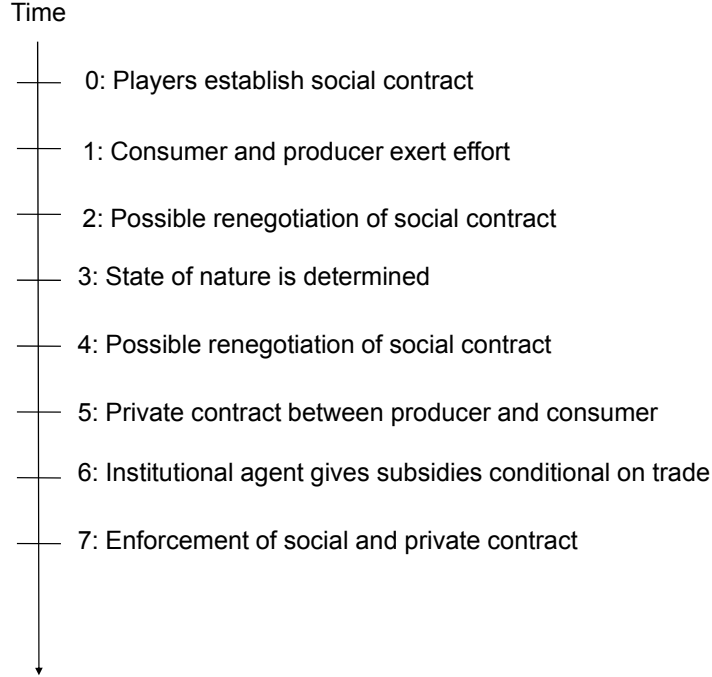 Time
0: Players establish social contract
1: Consumer and producer exert effort
2: Possible renegotiation of social contract
3: State of nature is determined
4: Possible renegotiation of social contract
5: Private contract between producer and consumer
6: Institutional agent gives subsidies conditional on trade
7: Enforcement of social and private contract